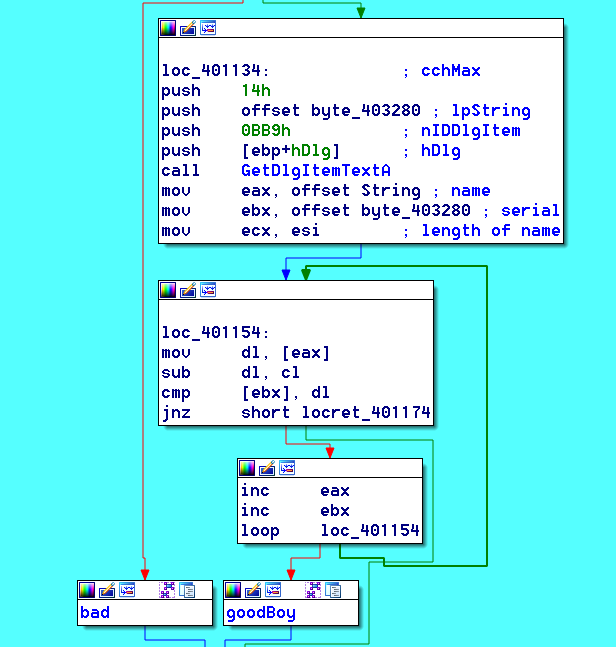 loc_401134: ; cchMax
push 14h
push offset byte_403280 ; lpString
push 0BB9h ; nIDDlgItem
push [ebp+hDlg] ; hDlg
call GetDlgItemTextA
mov eax, offset String ; name
mov ebx, offset byte_403280 ; serial
mov ecx, esi ; length of name
loc_401154:
mov dl, [eax]
sub dl, cl
cmp [ebx], dl
jnz short locret_401174
inc eax
inc ebx
loop loc_401154
bad
goodBoy